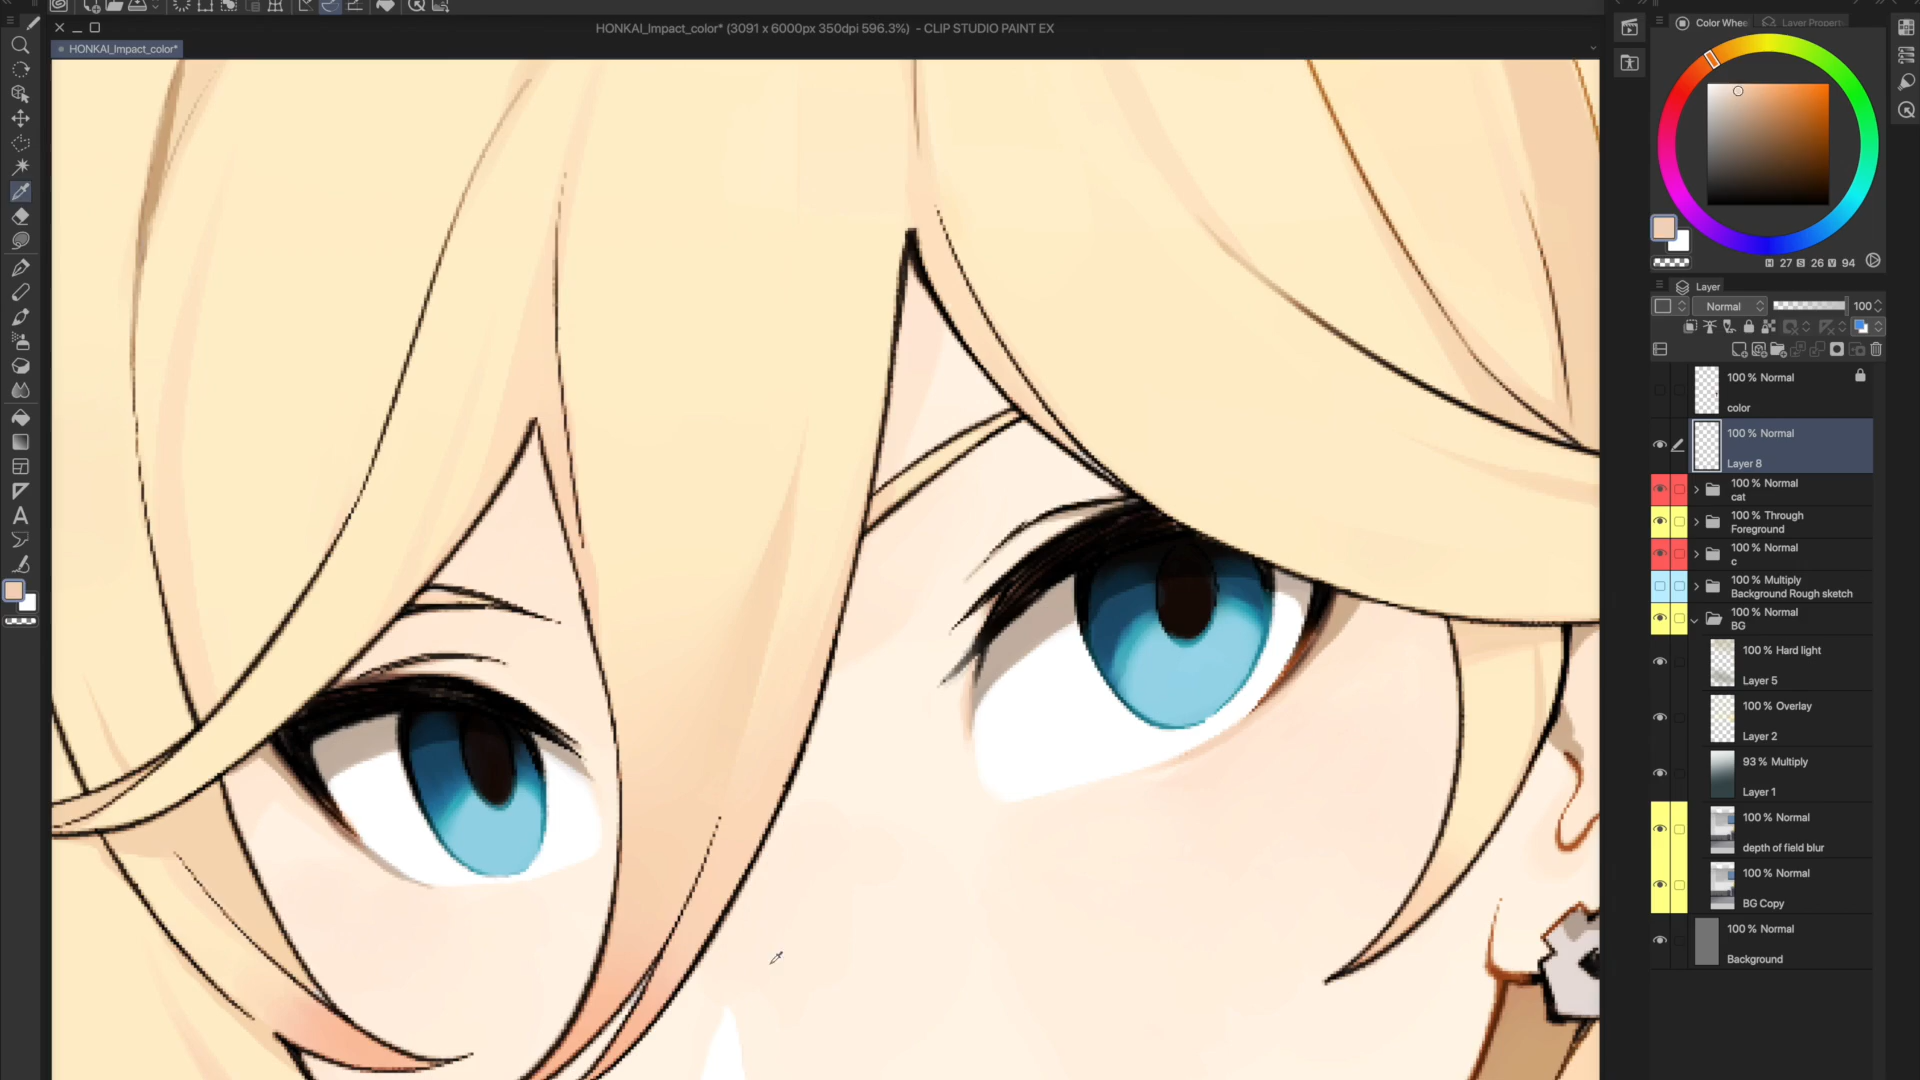 HONKAI_Impact_color* (3091 x 6000px 350dpi 596.3%) - CLIP STUDIO PAINT EX
HONKAI_Impact_color*
Color Whee
Layer Propert
H 27 S 26 V 94
Layer
Normal 100
100 % Normal
color
100 % Normal
Layer 8
100 % Normal
cat
100 % Through
Foreground
100 % Normal
c
100 % Multiply
Background Rough sketch
100 % Normal
BG
100 % Hard light
Layer 5
100 % Overlay
Layer 2
93 % Multiply
Layer 1
100 % Normal
depth of field blur
100 % Normal
BG Copy
100 % Normal
Background